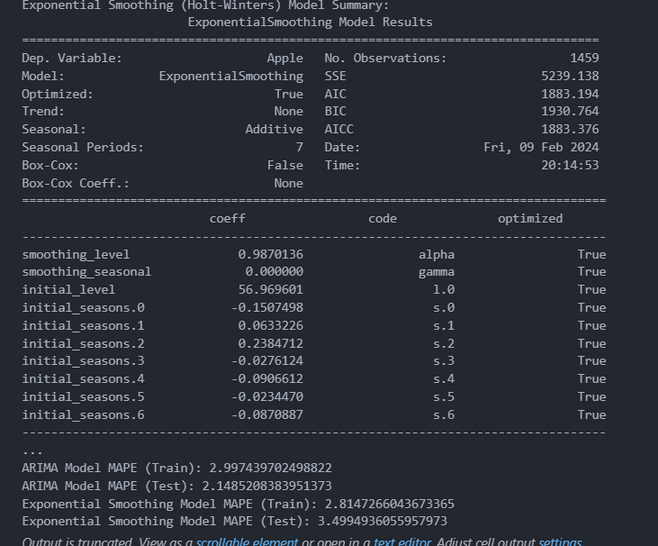 Exponential Smoothing (Holt-Winters) Model Summary:
ExponentialSmoothing Model Results
================================================================================
Dep. Variable: Apple No. Observations: 1459
Model: ExponentialSmoothing SSE 5239.138
Optimized: True AIC 1883.194
Trend: None BIC 1930.764
Seasonal: Additive AICC 1883.376
Seasonal Periods: 7 Date: Fri, 09 Feb 2024
Box-Cox: False Time: 20:14:53
Box-Cox Coeff.: None
=================================================================================
coeff code optimized
---------------------------------------------------------------------------------
smoothing_level 0.9870136 alpha True
smoothing_seasonal 0.000000 gamma True
initial_level 56.969601 l.0 True
initial_seasons.0 -0.1507498 s.0 True
initial_seasons.1 0.0633226 s.1 True
initial_seasons.2 0.2384712 s.2 True
initial_seasons.3 -0.0276124 s.3 True
initial_seasons.4 -0.0906612 s.4 True
initial_seasons.5 -0.0234470 s.5 True
initial_seasons.6 -0.0870887 s.6 True
---------------------------------------------------------------------------------
...
ARIMA Model MAPE (Train): 2.997439702498822
ARIMA Model MAPE (Test): 2.1485208383951373
Exponential Smoothing Model MAPE (Train): 2.8147266043673365
Exponential Smoothing Model MAPE (Test): 3.4994936055957973
Output is truncated. View as a scrollable element or open in a text editor. Adjust cell output settings